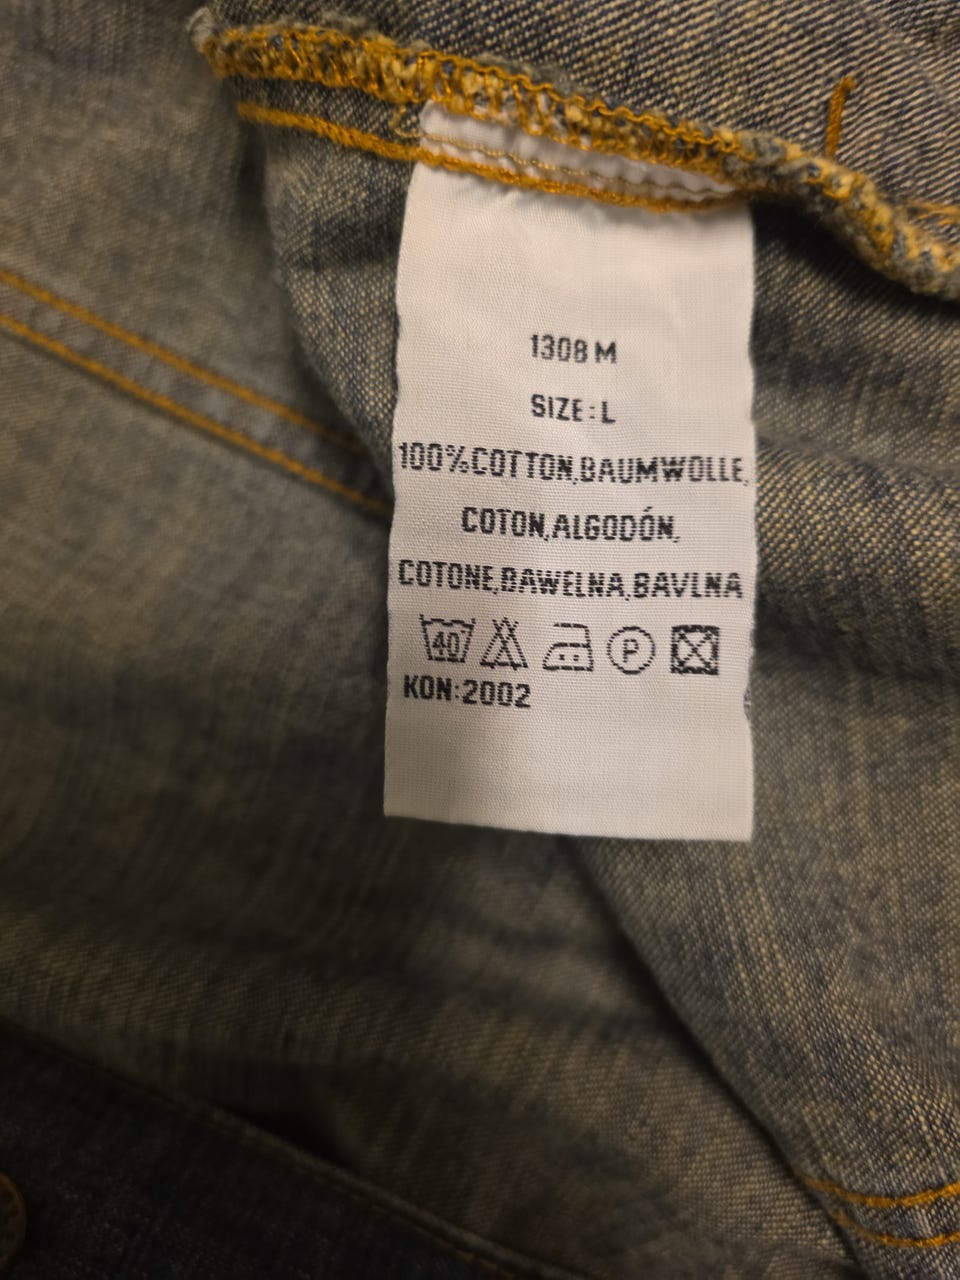 1308 M
SIZE:L
100%COTTON,BAUMWOLLE,
COTON,ALGODÓN,
COTONE,BAWELNA,BAVLNA
40 P
KON:2002